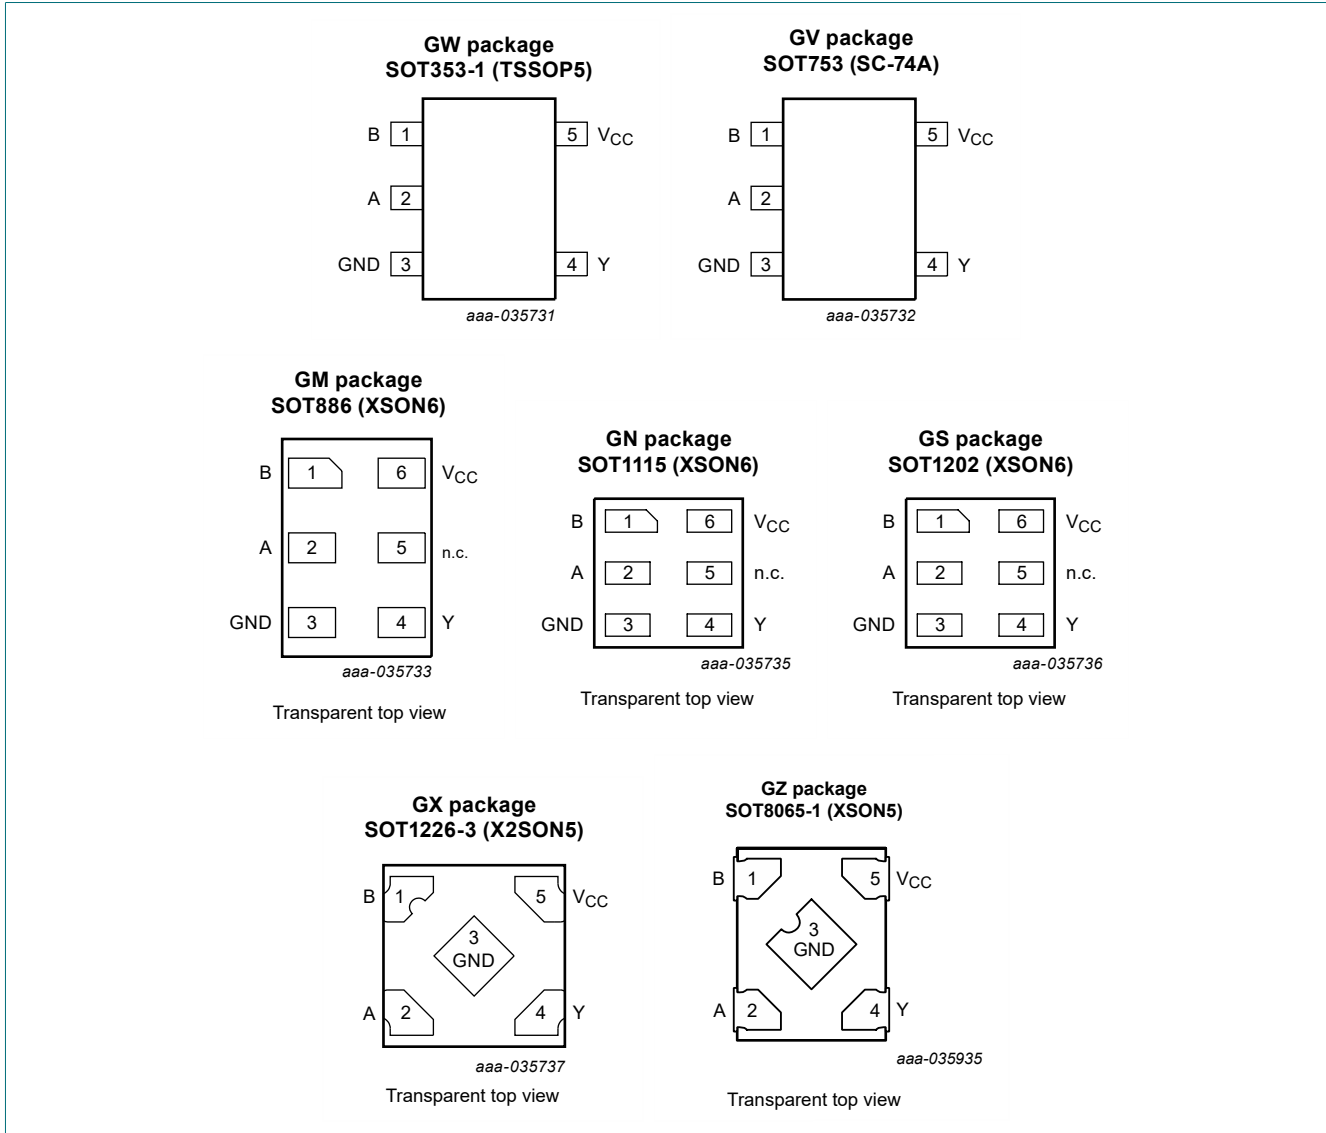 GW package
SOT353-1 (TSSOP5)
B 1 5 VCC
A 2
GND 3 4 Y
aaa-035731
GV package
SOT753 (SC-74A)
B 1 5 VCC
A 2
GND 3 4 Y
aaa-035732
GM package
SOT886 (XSON6)
B 1 6 VCC
A 2 5 n.c.
GND 3 4 Y
aaa-035733
Transparent top view
GN package
SOT1115 (XSON6)
B 1 6 VCC
A 2 5 n.c.
GND 3 4 Y
aaa-035735
Transparent top view
GS package
SOT1202 (XSON6)
B 1 6 VCC
A 2 5 n.c.
GND 3 4 Y
aaa-035736
Transparent top view
GX package
SOT1226-3 (X2SON5)
B 1 5 VCC
3
GND
A 2 4 Y
aaa-035737
Transparent top view
GZ package
SOT8065-1 (XSON5)
B 1 5 VCC
3
GND
A 2 4 Y
aaa-035935
Transparent top view